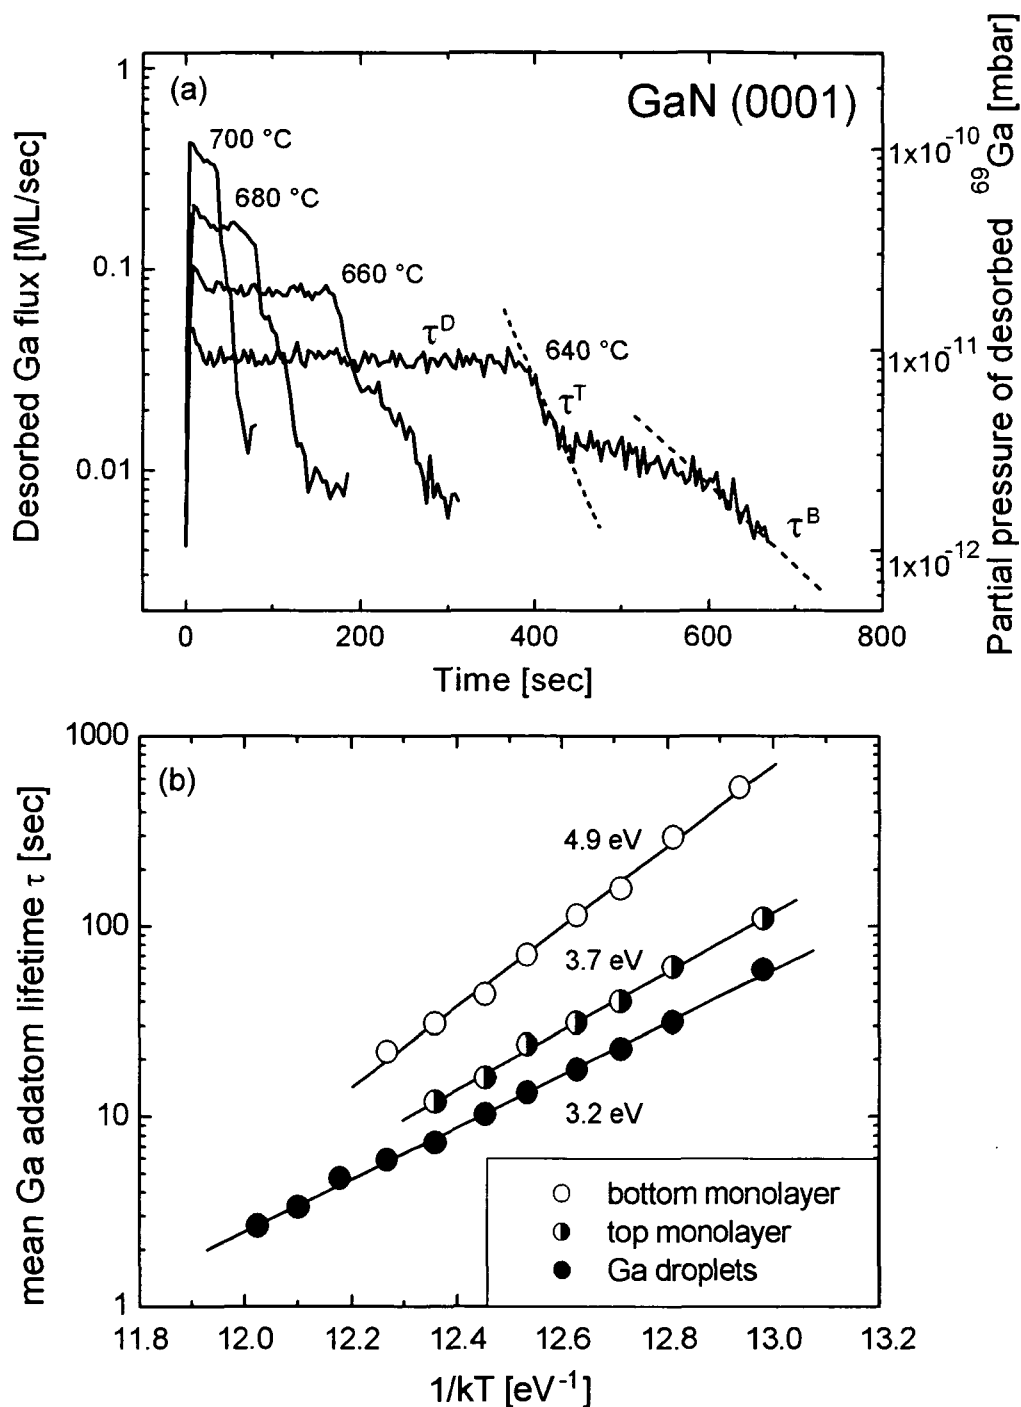 (a)
GaN (0001)
700 °C
680 °C
660 °C
640 °C
τᴰ
τᵀ
τᴮ
Desorbed Ga flux [ML/sec]
1
0.1
0.01
Partial pressure of desorbed ⁶⁹Ga [mbar]
1x10⁻¹⁰
1x10⁻¹¹
1x10⁻¹²
0 200 400 600 800
Time [sec]
(b)
mean Ga adatom lifetime τ [sec]
1000
100
10
1
4.9 eV
3.7 eV
3.2 eV
bottom monolayer
top monolayer
Ga droplets
11.8 12.0 12.2 12.4 12.6 12.8 13.0 13.2
1/kT [eV⁻¹]